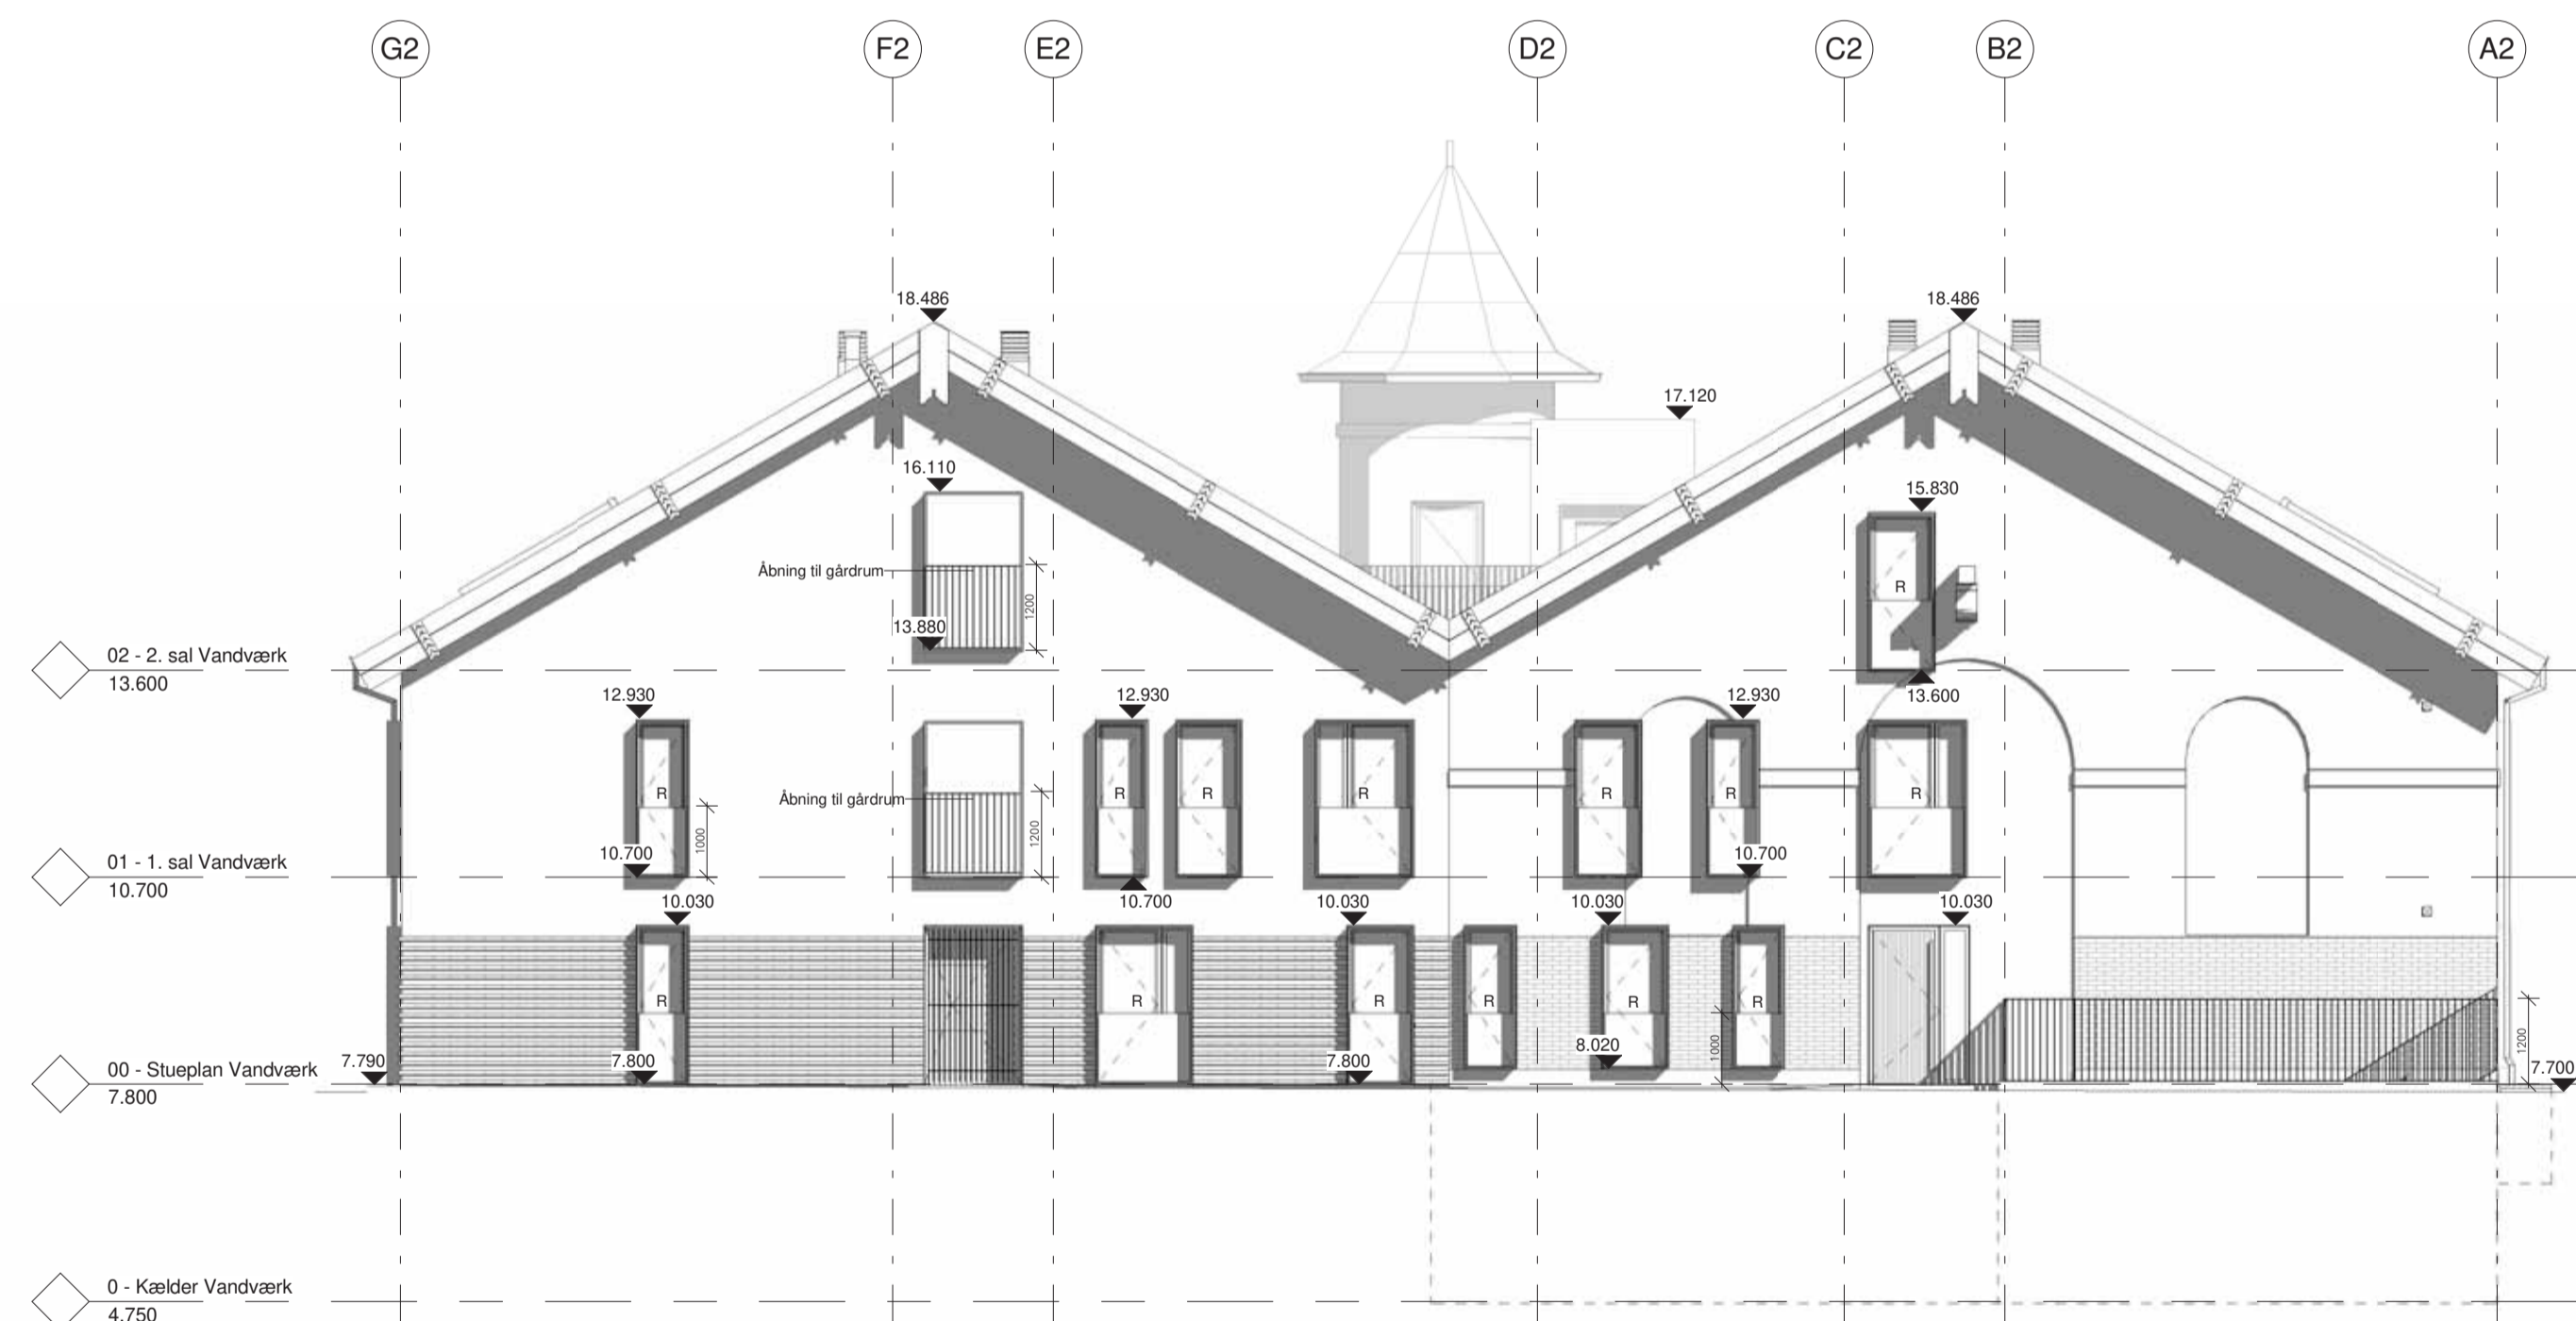 G2 F2 E2 D2 C2 B2 A2
18.486 18.486
17.120
16.110
15.830
Åbning til gårdrum
R
1200
13.880
02 - 2. sal Vandværk
13.600
13.600
12.930 12.930 12.930
R R R R R R R
Åbning til gårdrum
1000 1200
10.700 10.700
01 - 1. sal Vandværk
10.700
10.030 10.700 10.030 10.030 10.030
R R R R R R
1000 1200
8.020
7.790 7.800 7.800
00 - Stueplan Vandværk
7.800
7.700
0 - Kælder Vandværk
4.750